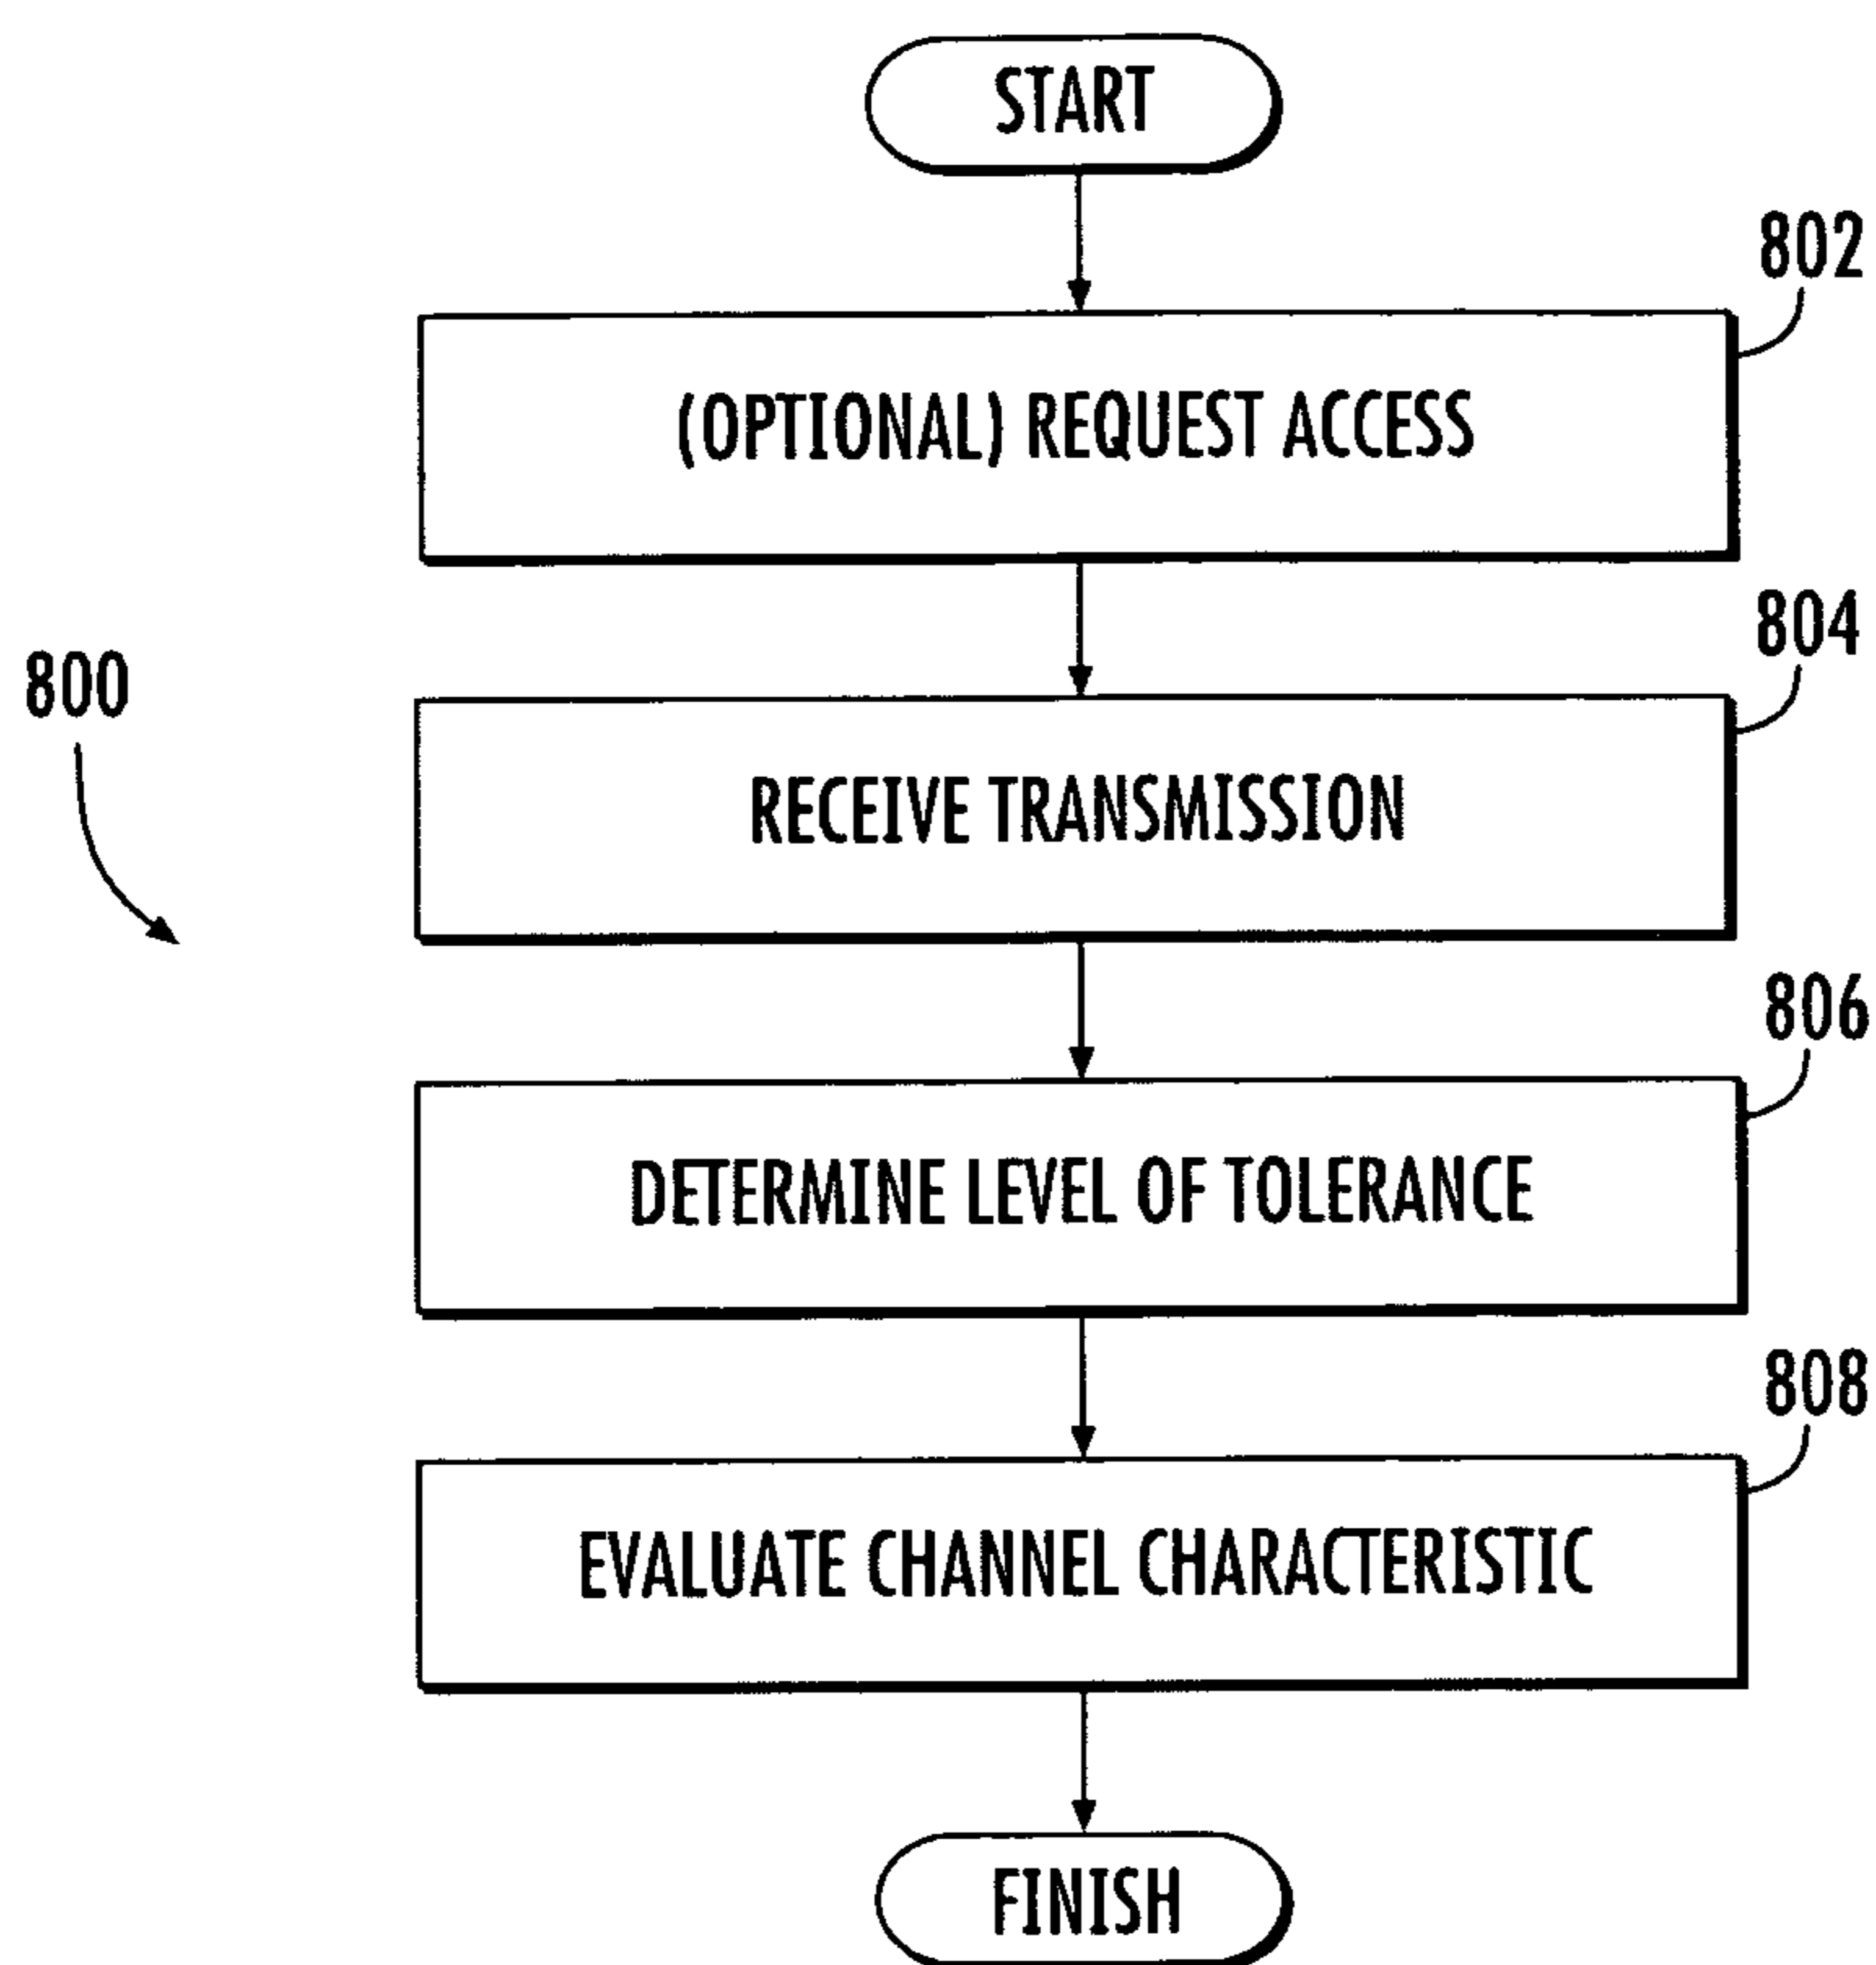 START
802
(OPTIONAL) REQUEST ACCESS
804
800
RECEIVE TRANSMISSION
806
DETERMINE LEVEL OF TOLERANCE
808
EVALUATE CHANNEL CHARACTERISTIC
FINISH